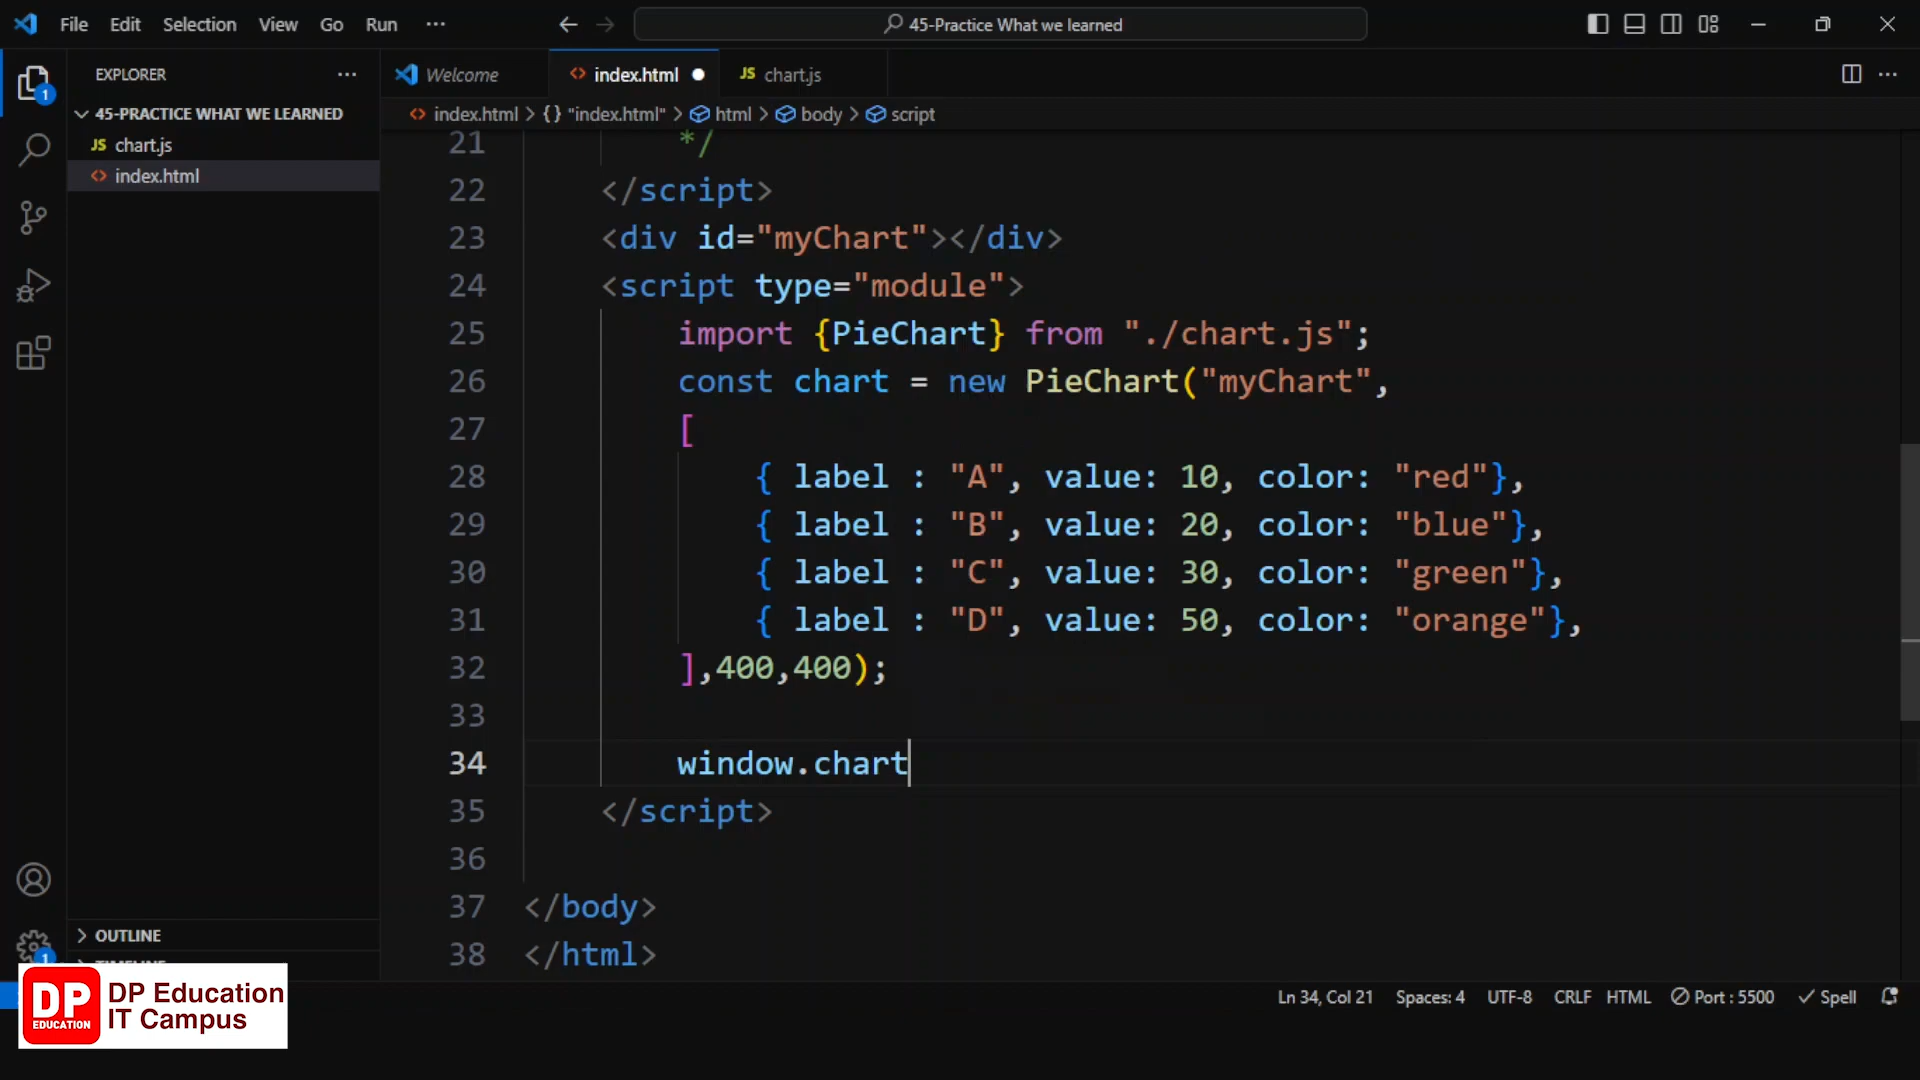 File Edit Selection View Go Run ... 45-Practice What we learned
EXPLORER ...
45-PRACTICE WHAT WE LEARNED
JS chart.js
<> index.html
OUTLINE
Welcome <> index.html JS chart.js
<> index.html > {} "index.html" > html > body > script
21 */
22 </script>
23 <div id="myChart"></div>
24 <script type="module">
25 import {PieChart} from "./chart.js";
26 const chart = new PieChart("myChart",
27 [
28 { label : "A", value: 10, color: "red"},
29 { label : "B", value: 20, color: "blue"},
30 { label : "C", value: 30, color: "green"},
31 { label : "D", value: 50, color: "orange"},
32 ],400,400);
33
34 window.chart
35 </script>
36
37 </body>
38 </html>
1
1
DP EDUCATION
DP Education
IT Campus
Ln 34, Col 21 Spaces: 4 UTF-8 CRLF HTML Port : 5500 Spell